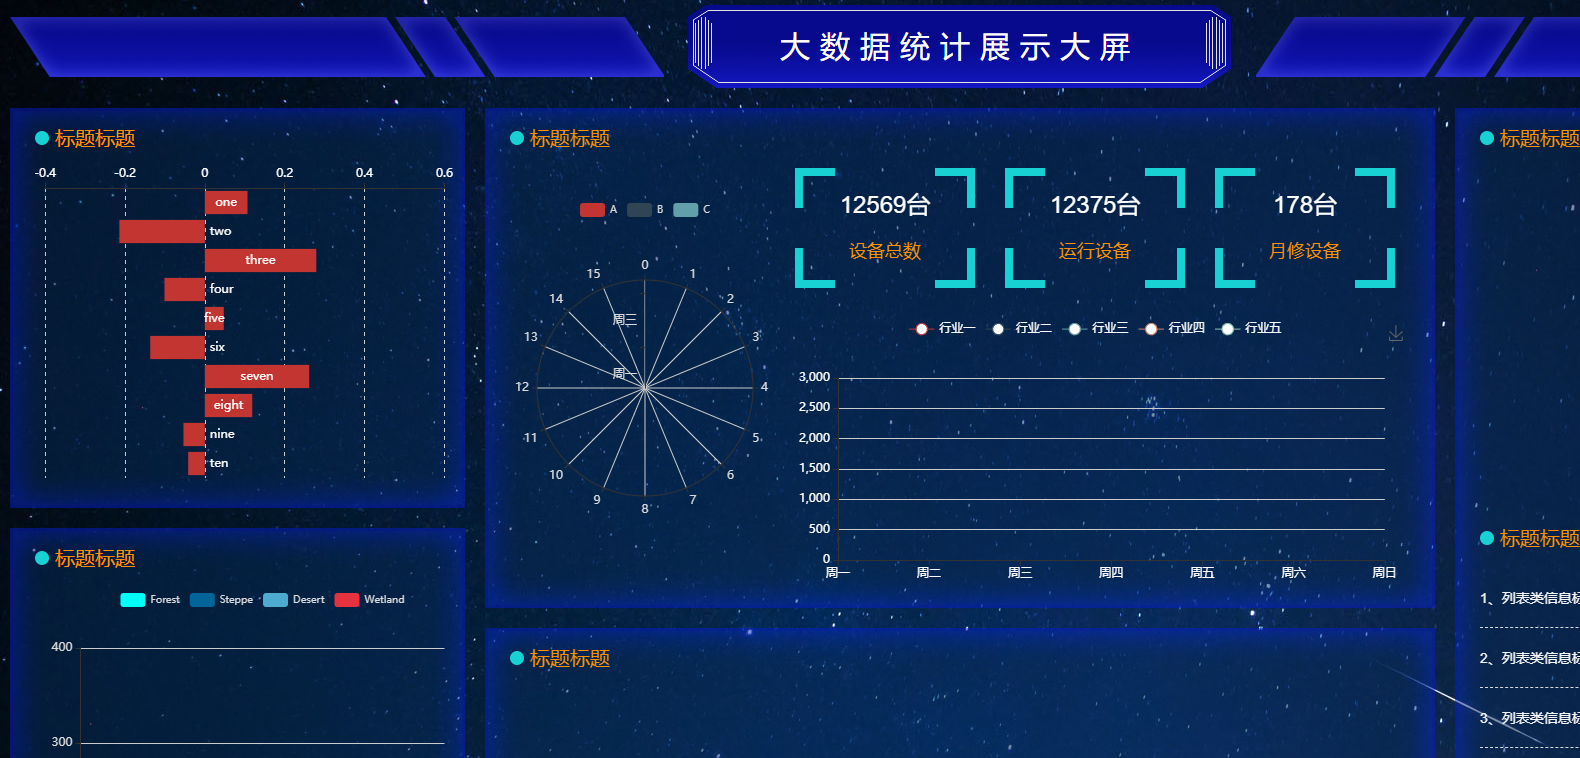 大数据统计展示大屏
标题标题
-0.4 -0.2 0 0.2 0.4 0.6
one
two
three
four
five
six
seven
eight
nine
ten
标题标题
Forest Steppe Desert Wetland
400
300
标题标题
A B C
0
1
2
3
4
5
6
7
8
9
10
11
12
13
14
15
周三
周一
12569台
设备总数
12375台
运行设备
178台
月修设备
行业一 行业二 行业三 行业四 行业五
3,000
2,500
2,000
1,500
1,000
500
0
周一 周二 周三 周四 周五 周六 周日
标题标题
标题标题
标题标题
1、列表类信息标
2、列表类信息标
3、列表类信息标